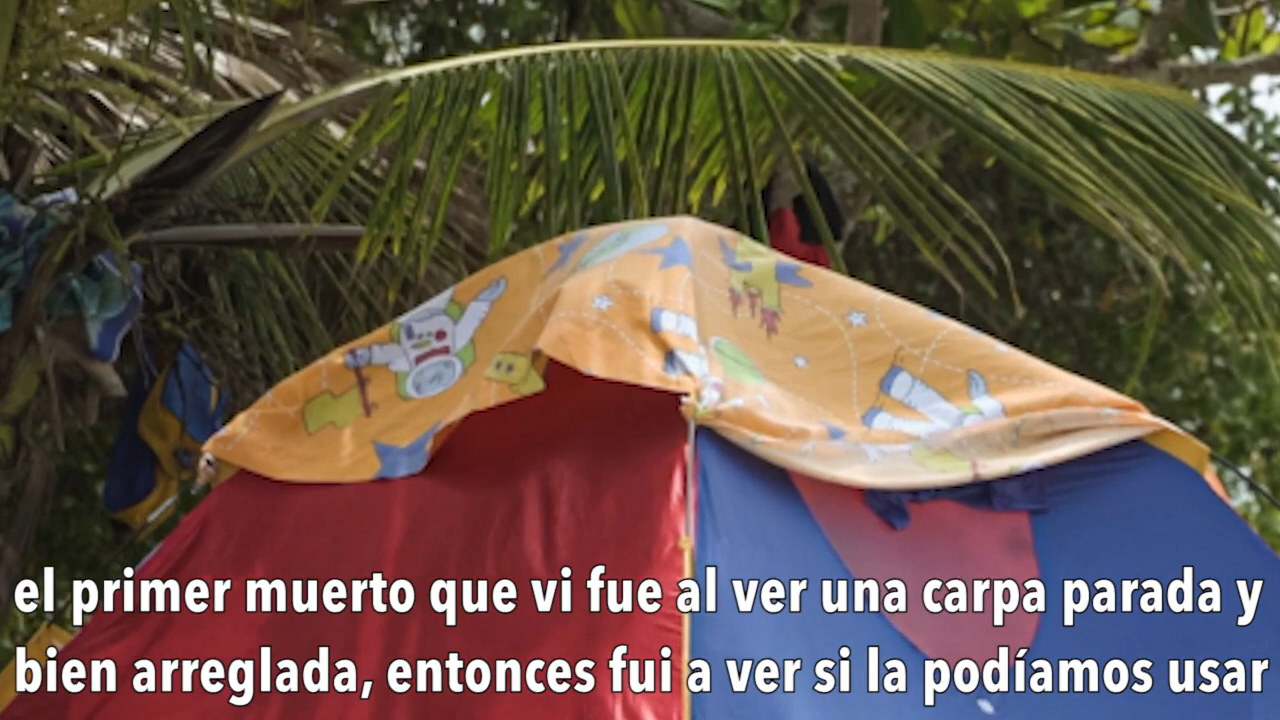 el primer muerto que vi fue al ver una carpa parada y
bien arreglada, entonces fui a ver si la podíamos usar